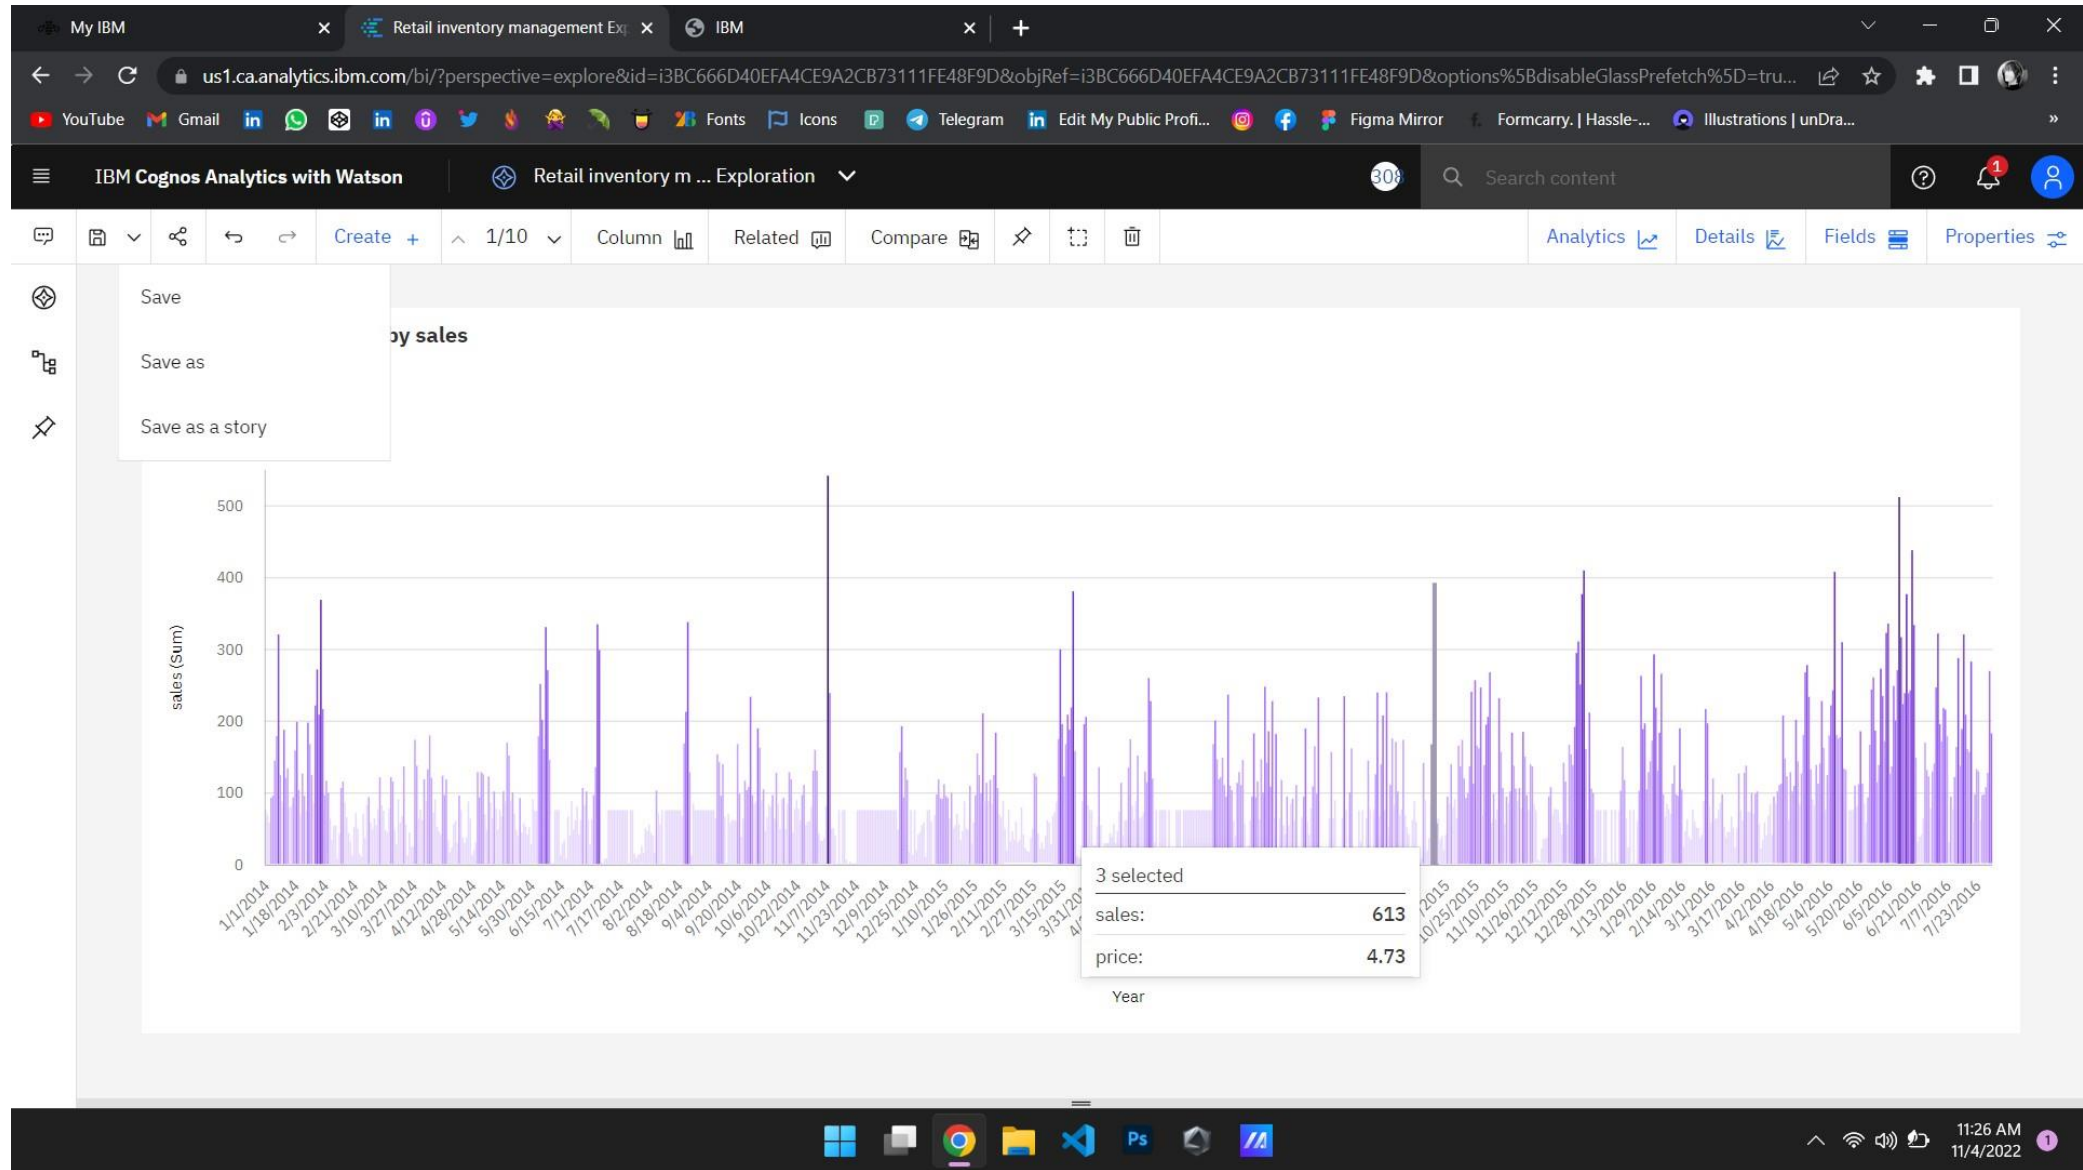 My IBM
Retail inventory management Exp
IBM
us1.ca.analytics.ibm.com/bi/?perspective=explore&id=i3BC666D40EFA4CE9A2CB73111FE48F9D&objRef=i3BC666D40EFA4CE9A2CB73111FE48F9D&options%5BdisableGlassPrefetch%5D=tru...
YouTube Gmail Fonts Icons Telegram Edit My Public Profi... Figma Mirror Formcarry. | Hassle-... Illustrations | unDra... »
IBM Cognos Analytics with Watson Retail inventory m ... Exploration 308 Search content 1
Create + 1/10 Column Related Compare Analytics Details Fields Properties
Save
by sales
Save as
Save as a story
500
400
300
200
100
0
sales (Sum)
1/1/2014 1/18/2014 2/3/2014 2/21/2014 3/10/2014 3/27/2014 4/12/2014 4/28/2014 5/14/2014 5/30/2014 6/15/2014 7/1/2014 7/17/2014 8/2/2014 8/18/2014 9/4/2014 9/20/2014 10/6/2014 10/22/2014 11/7/2014 11/23/2014 12/9/2014 12/25/2014 1/10/2015 1/26/2015 2/11/2015 2/27/2015 3/15/2015 3/31/20 10/25/2015 11/10/2015 11/26/2015 12/12/2015 12/28/2015 1/13/2016 1/29/2016 2/14/2016 3/1/2016 3/17/2016 4/2/2016 4/18/2016 5/4/2016 5/20/2016 6/5/2016 6/21/2016 7/7/2016 7/23/2016
3 selected
sales: 613
price: 4.73
Year
Ps
11:26 AM
11/4/2022
1